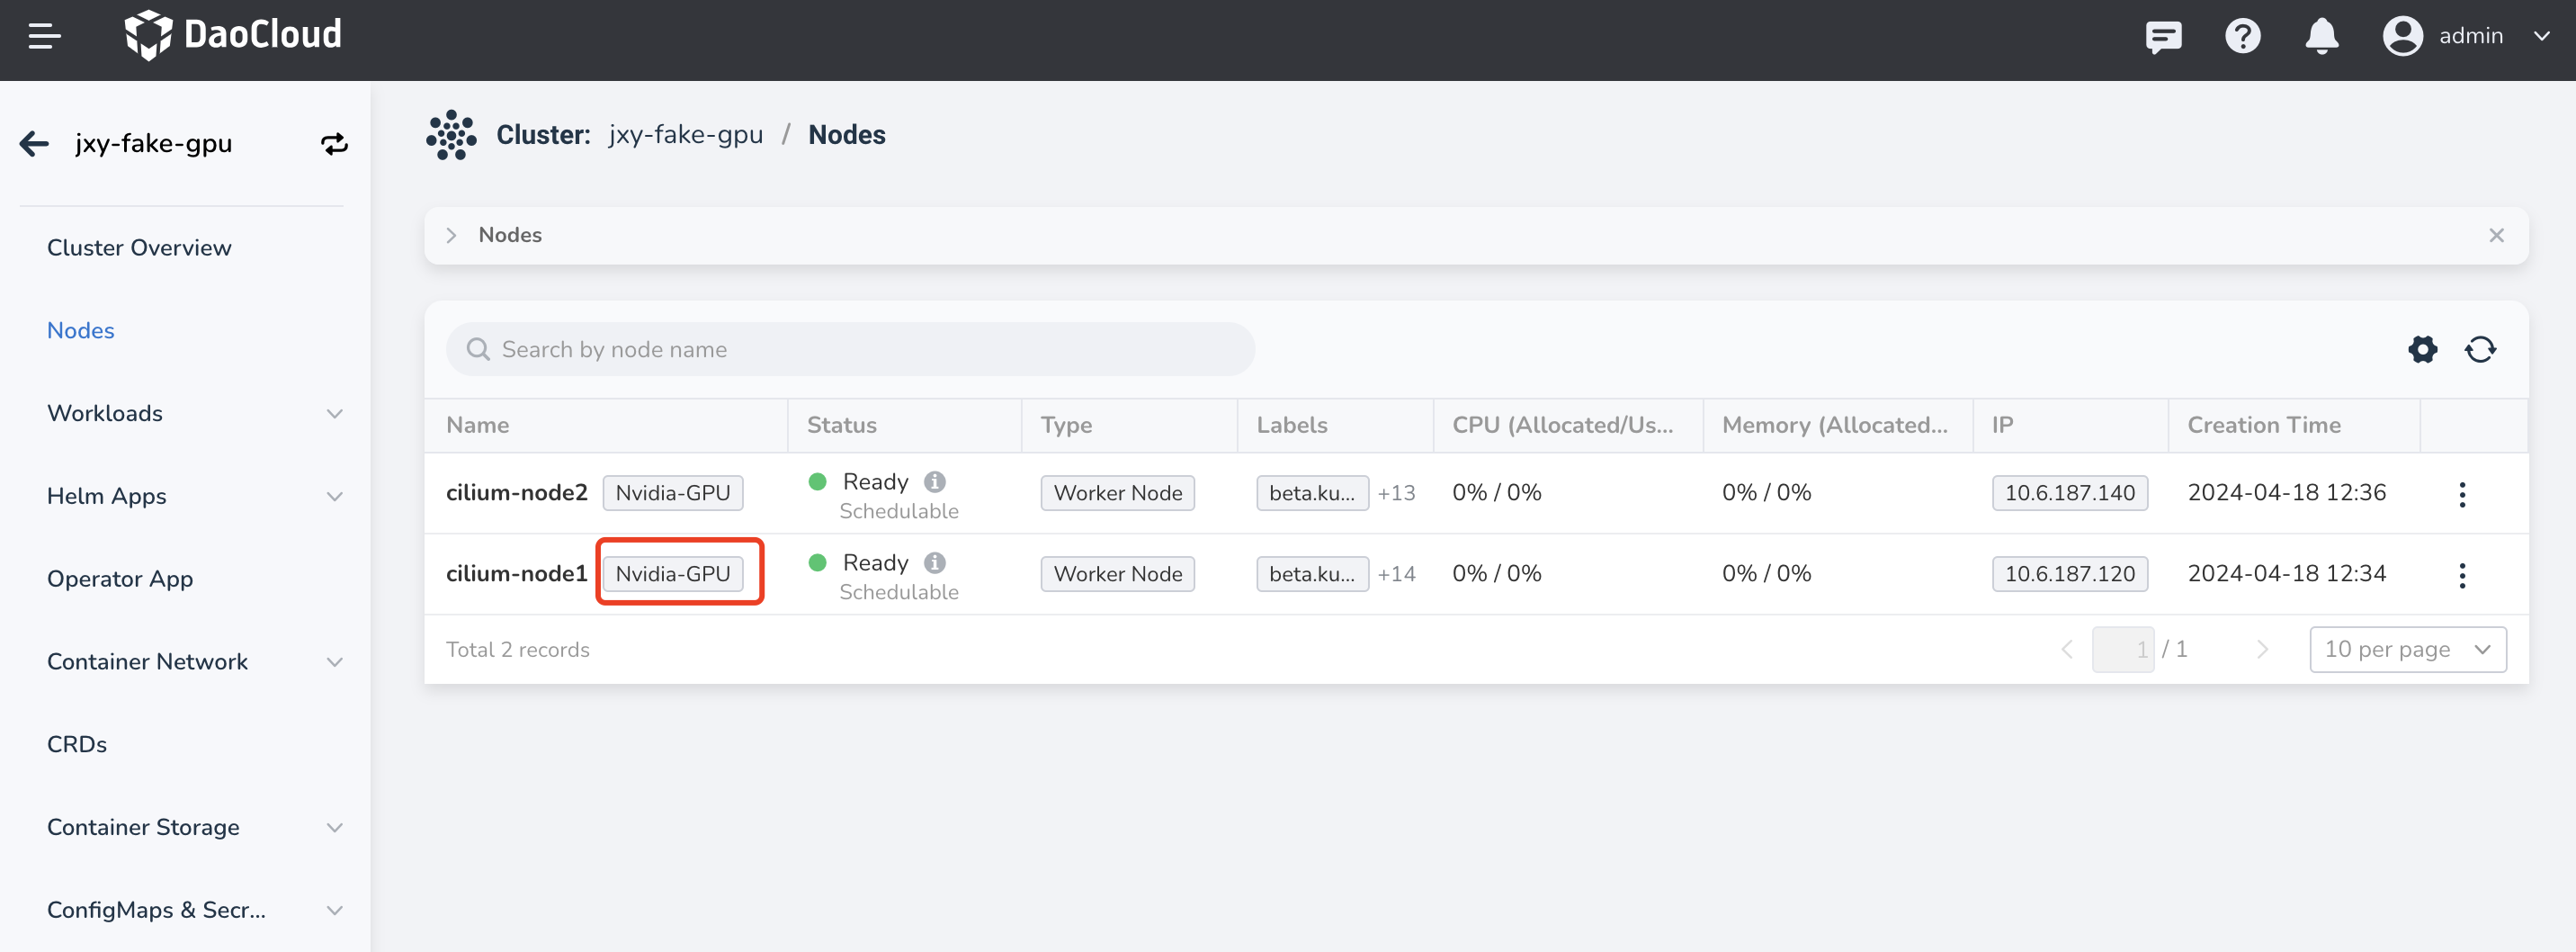 DaoCloud
admin
jxy-fake-gpu
Cluster: jxy-fake-gpu / Nodes
Cluster Overview
Nodes
Workloads
Helm Apps
Operator App
Container Network
CRDs
Container Storage
ConfigMaps & Secr...
Nodes
Search by node name
Name Status Type Labels CPU (Allocated/Us... Memory (Allocated... IP Creation Time
cilium-node2 Nvidia-GPU Ready Worker Node beta.ku... +13 0% / 0% 0% / 0% 10.6.187.140 2024-04-18 12:36
Schedulable
cilium-node1 Nvidia-GPU Ready Worker Node beta.ku... +14 0% / 0% 0% / 0% 10.6.187.120 2024-04-18 12:34
Schedulable
Total 2 records 1 / 1 10 per page